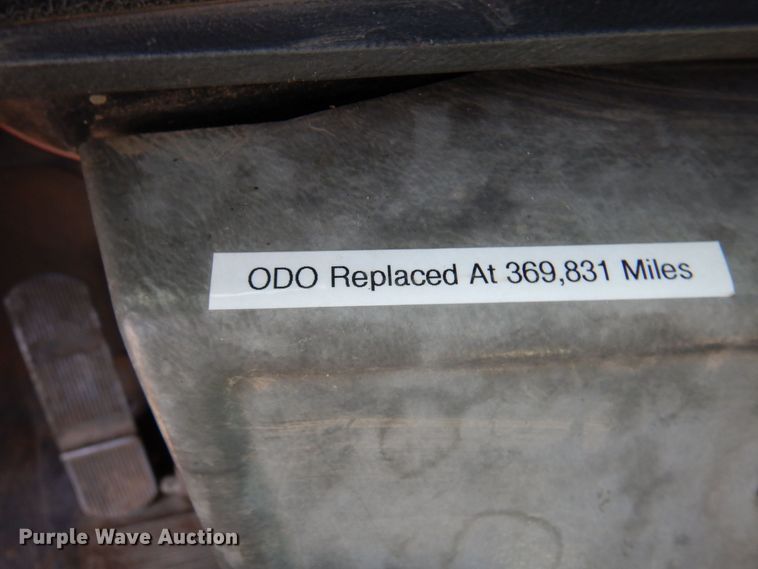 ODO Replaced At 369,831 Miles
Purple Wave Auction